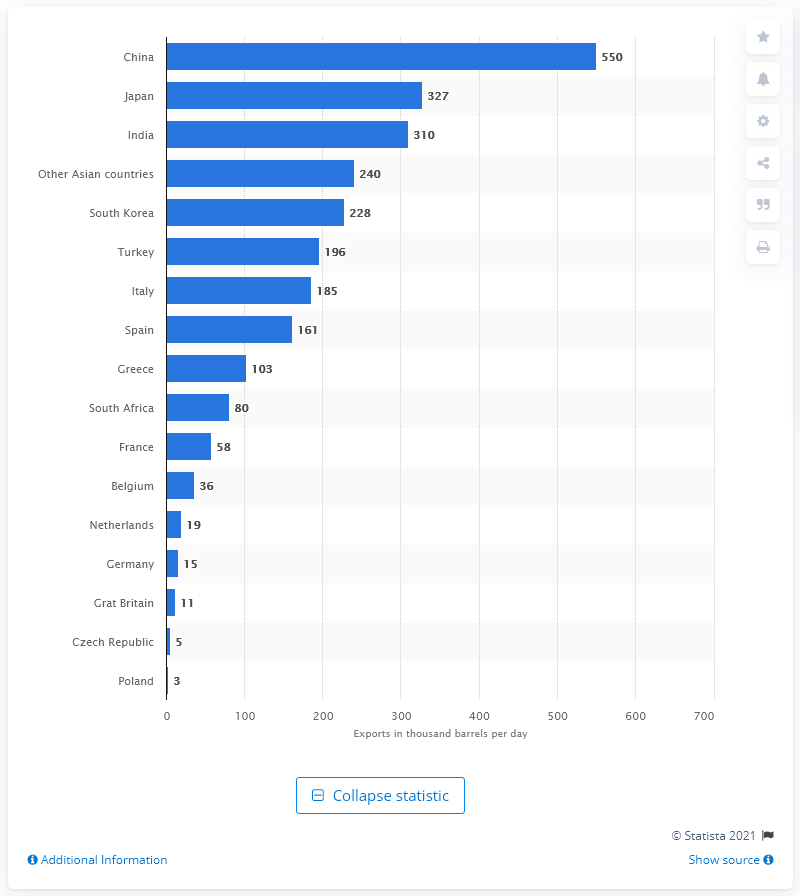 China 550
Japan 327
India 310
Other Asian countries 240
South Korea 228
Turkey 196
Italy 185
Spain 161
Greece 103
South Africa 80
France 58
Belgium 36
Netherlands 19
Germany 15
Grat Britain 11
Czech Republic 5
Poland 3
0 100 200 300 400 500 600 700
Exports in thousand barrels per day
Collapse statistic
© Statista 2021
Additional Information Show source